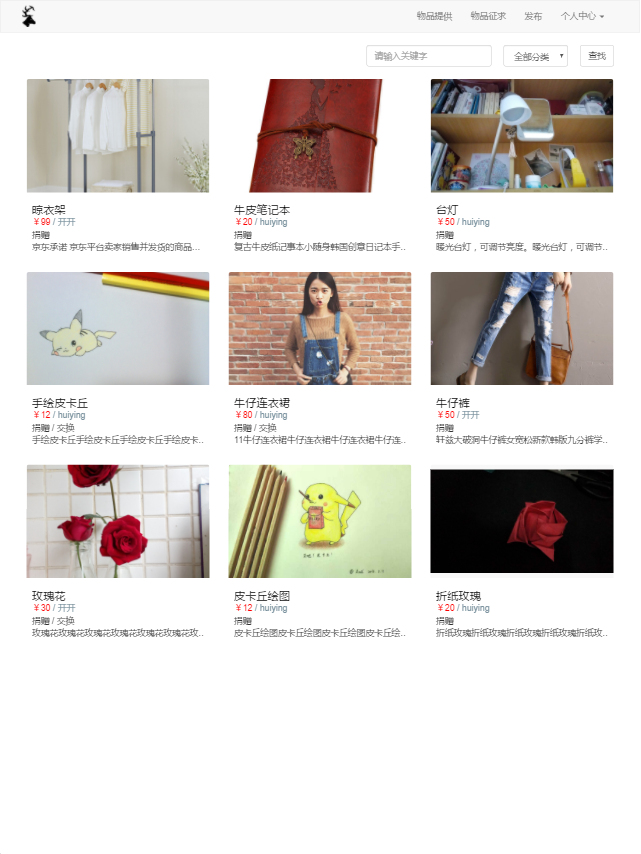 物品提供 物品征求 发布 个人中心
请输入关键字 全部分类 查找
晾衣架
￥99 / 开开
捐赠
京东承诺 京东平台卖家销售并发货的商品...
牛皮笔记本
￥20 / huiying
捐赠
复古牛皮纸记事本小随身韩国创意日记本手..
台灯
￥50 / huiying
捐赠
暖光台灯，可调节亮度。暖光台灯，可调节..
手绘皮卡丘
￥12 / huiying
捐赠 / 交换
手绘皮卡丘手绘皮卡丘手绘皮卡丘手绘皮卡..
牛仔连衣裙
￥80 / huiying
捐赠 / 交换
11牛仔连衣裙牛仔连衣裙牛仔连衣裙牛仔连..
牛仔裤
￥50 / 开开
捐赠
轩兹大破洞牛仔裤女宽松新款韩版九分裤学..
玫瑰花
￥30 / 开开
捐赠 / 交换
玫瑰花玫瑰花玫瑰花玫瑰花玫瑰花玫瑰花玫..
皮卡丘绘图
￥12 / huiying
捐赠
皮卡丘绘图皮卡丘绘图皮卡丘绘图皮卡丘绘..
折纸玫瑰
￥20 / huiying
捐赠
折纸玫瑰折纸玫瑰折纸玫瑰折纸玫瑰折纸玫..